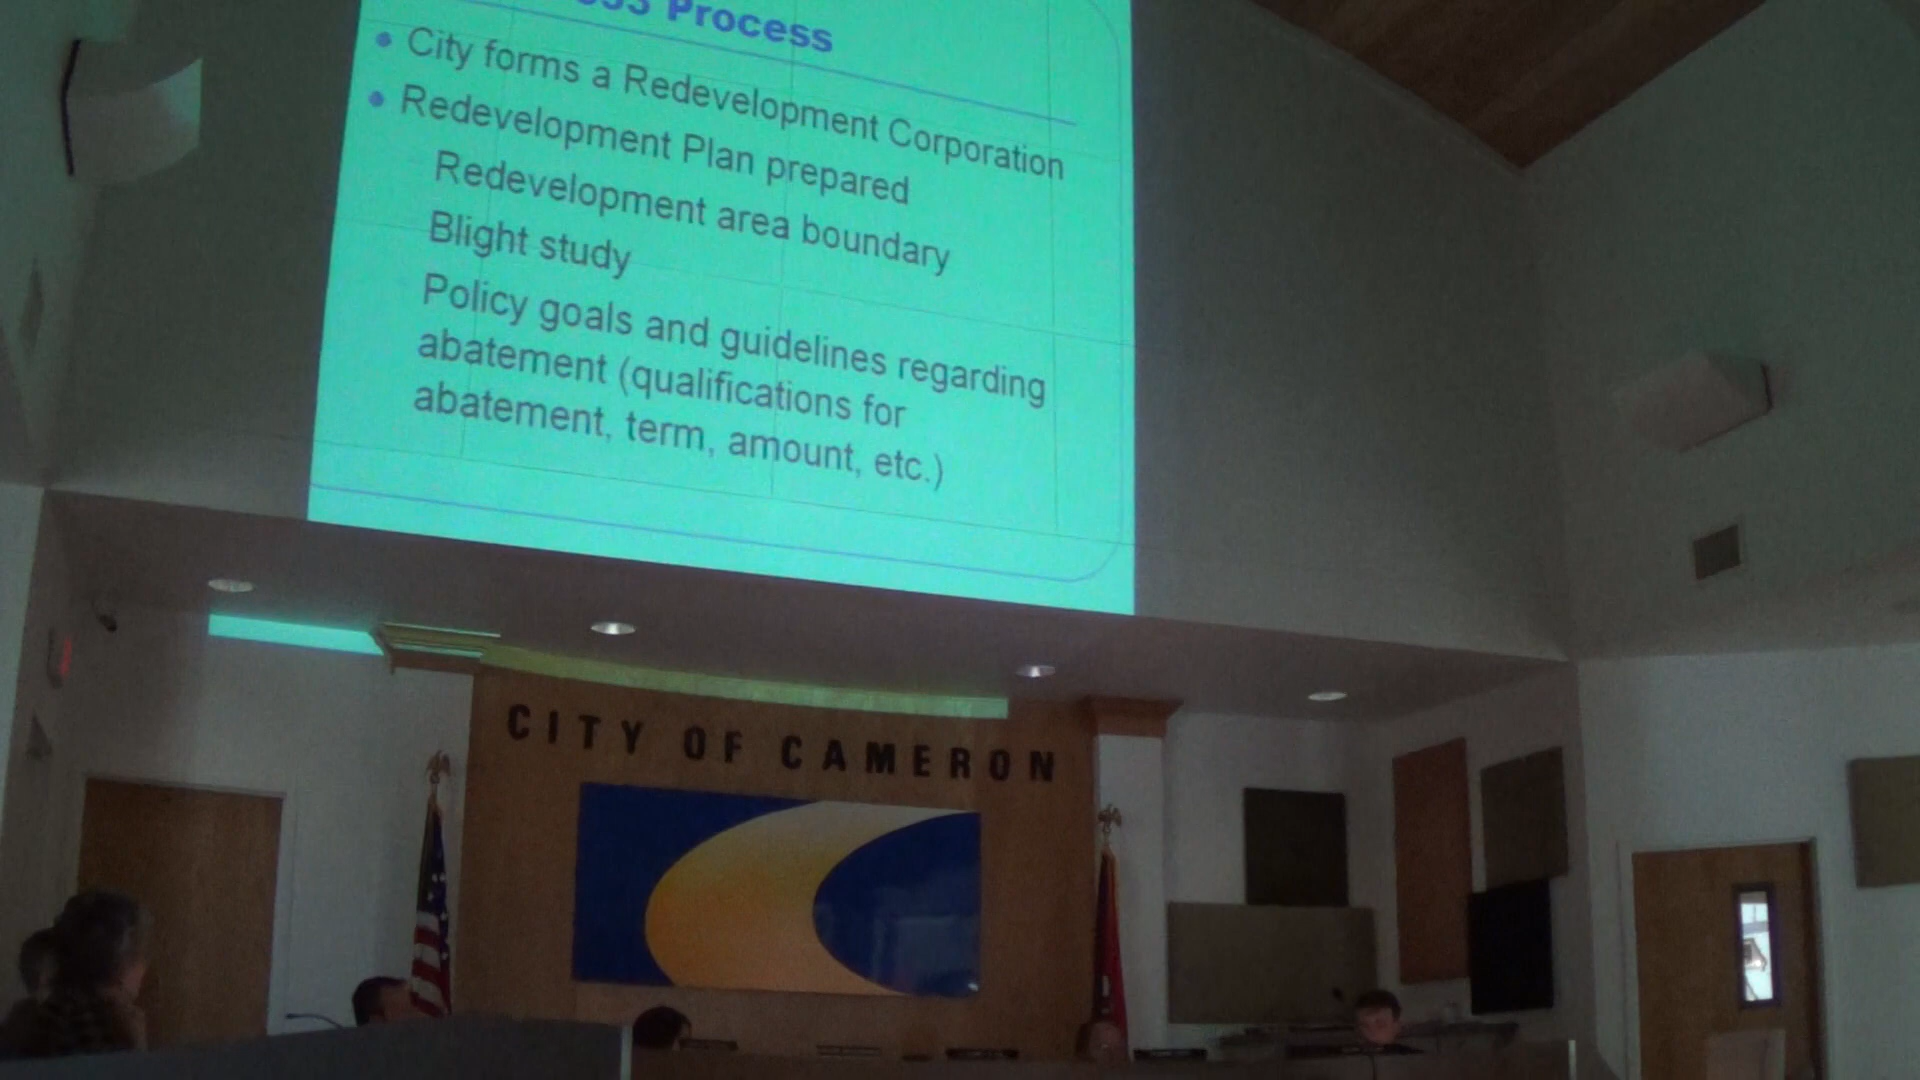 353 Process
City forms a Redevelopment Corporation
Redevelopment Plan prepared
Redevelopment area boundary
Blight study
Policy goals and guidelines regarding
abatement (qualifications for
abatement, term, amount, etc.)
CITY OF CAMERON